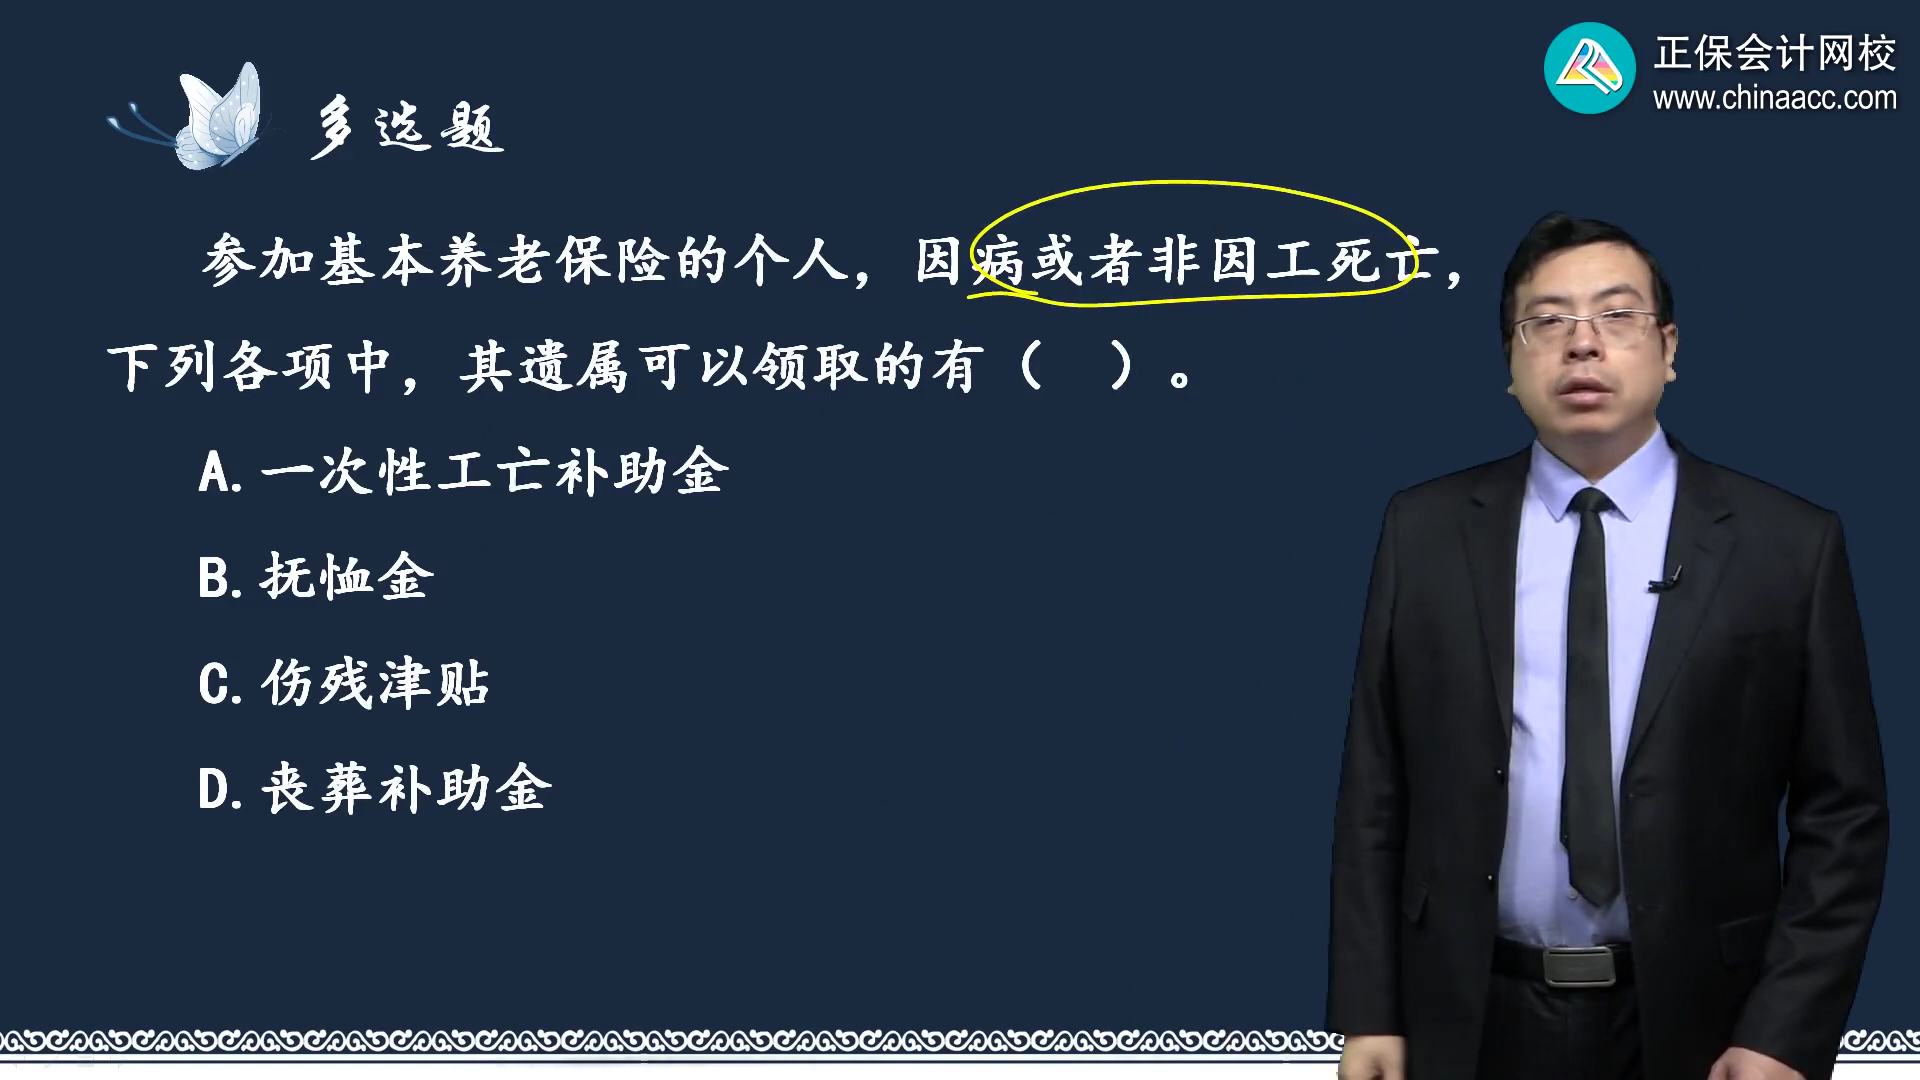 正保会计网校
www.chinaacc.com
多选题
参加基本养老保险的个人，因病或者非因工死亡，
下列各项中，其遗属可以领取的有（ ）。
A.一次性工亡补助金
B.抚恤金
C.伤残津贴
D.丧葬补助金